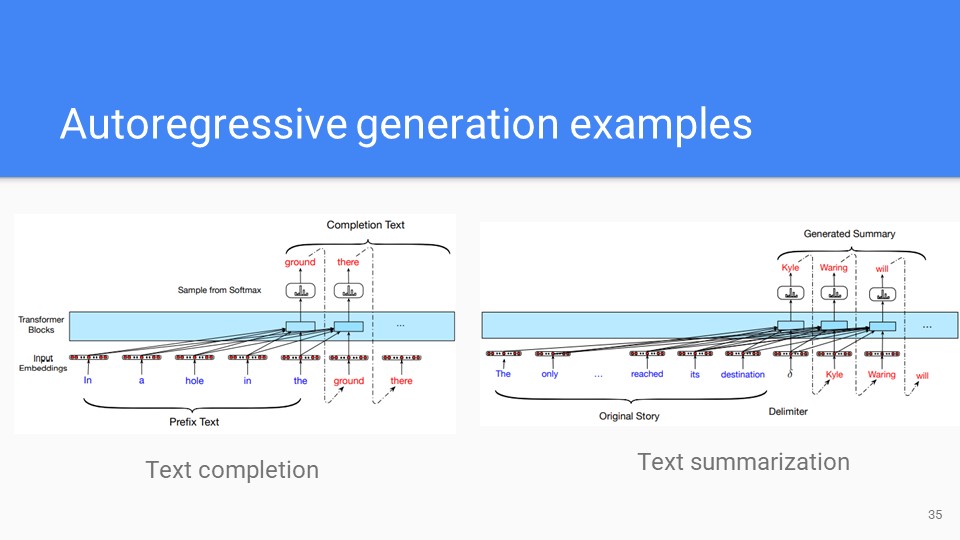 Autoregressive generation examples
Completion Text
ground there
Sample from Softmax
Transformer
Blocks
...
Input
Embeddings
In a hole in the ground there
Prefix Text
Text completion
Generated Summary
Kyle Waring will
...
The only ... reached its destination δ Kyle Waring will
Original Story
Delimiter
Text summarization
35